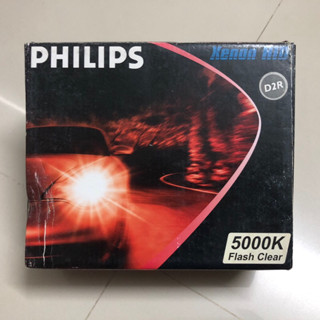 PHILIPS
Xenon HID
D2R
5000K
Flash Clear